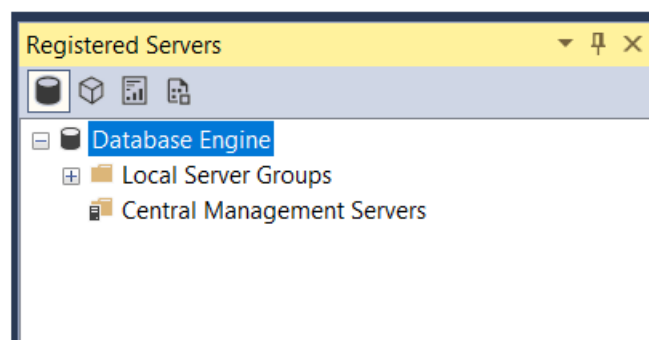 Registered Servers
Database Engine
Local Server Groups
Central Management Servers